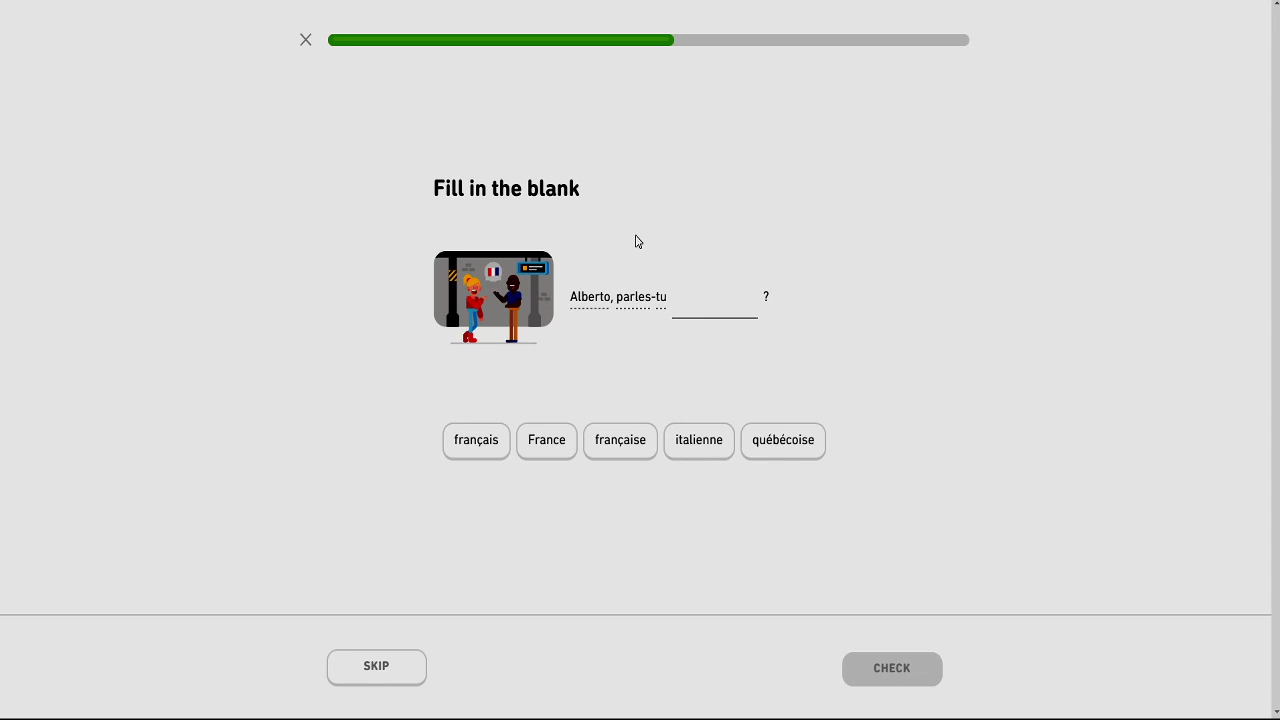 Fill in the blank
Alberto, parles-tu ?
français France française italienne québécoise
SKIP CHECK